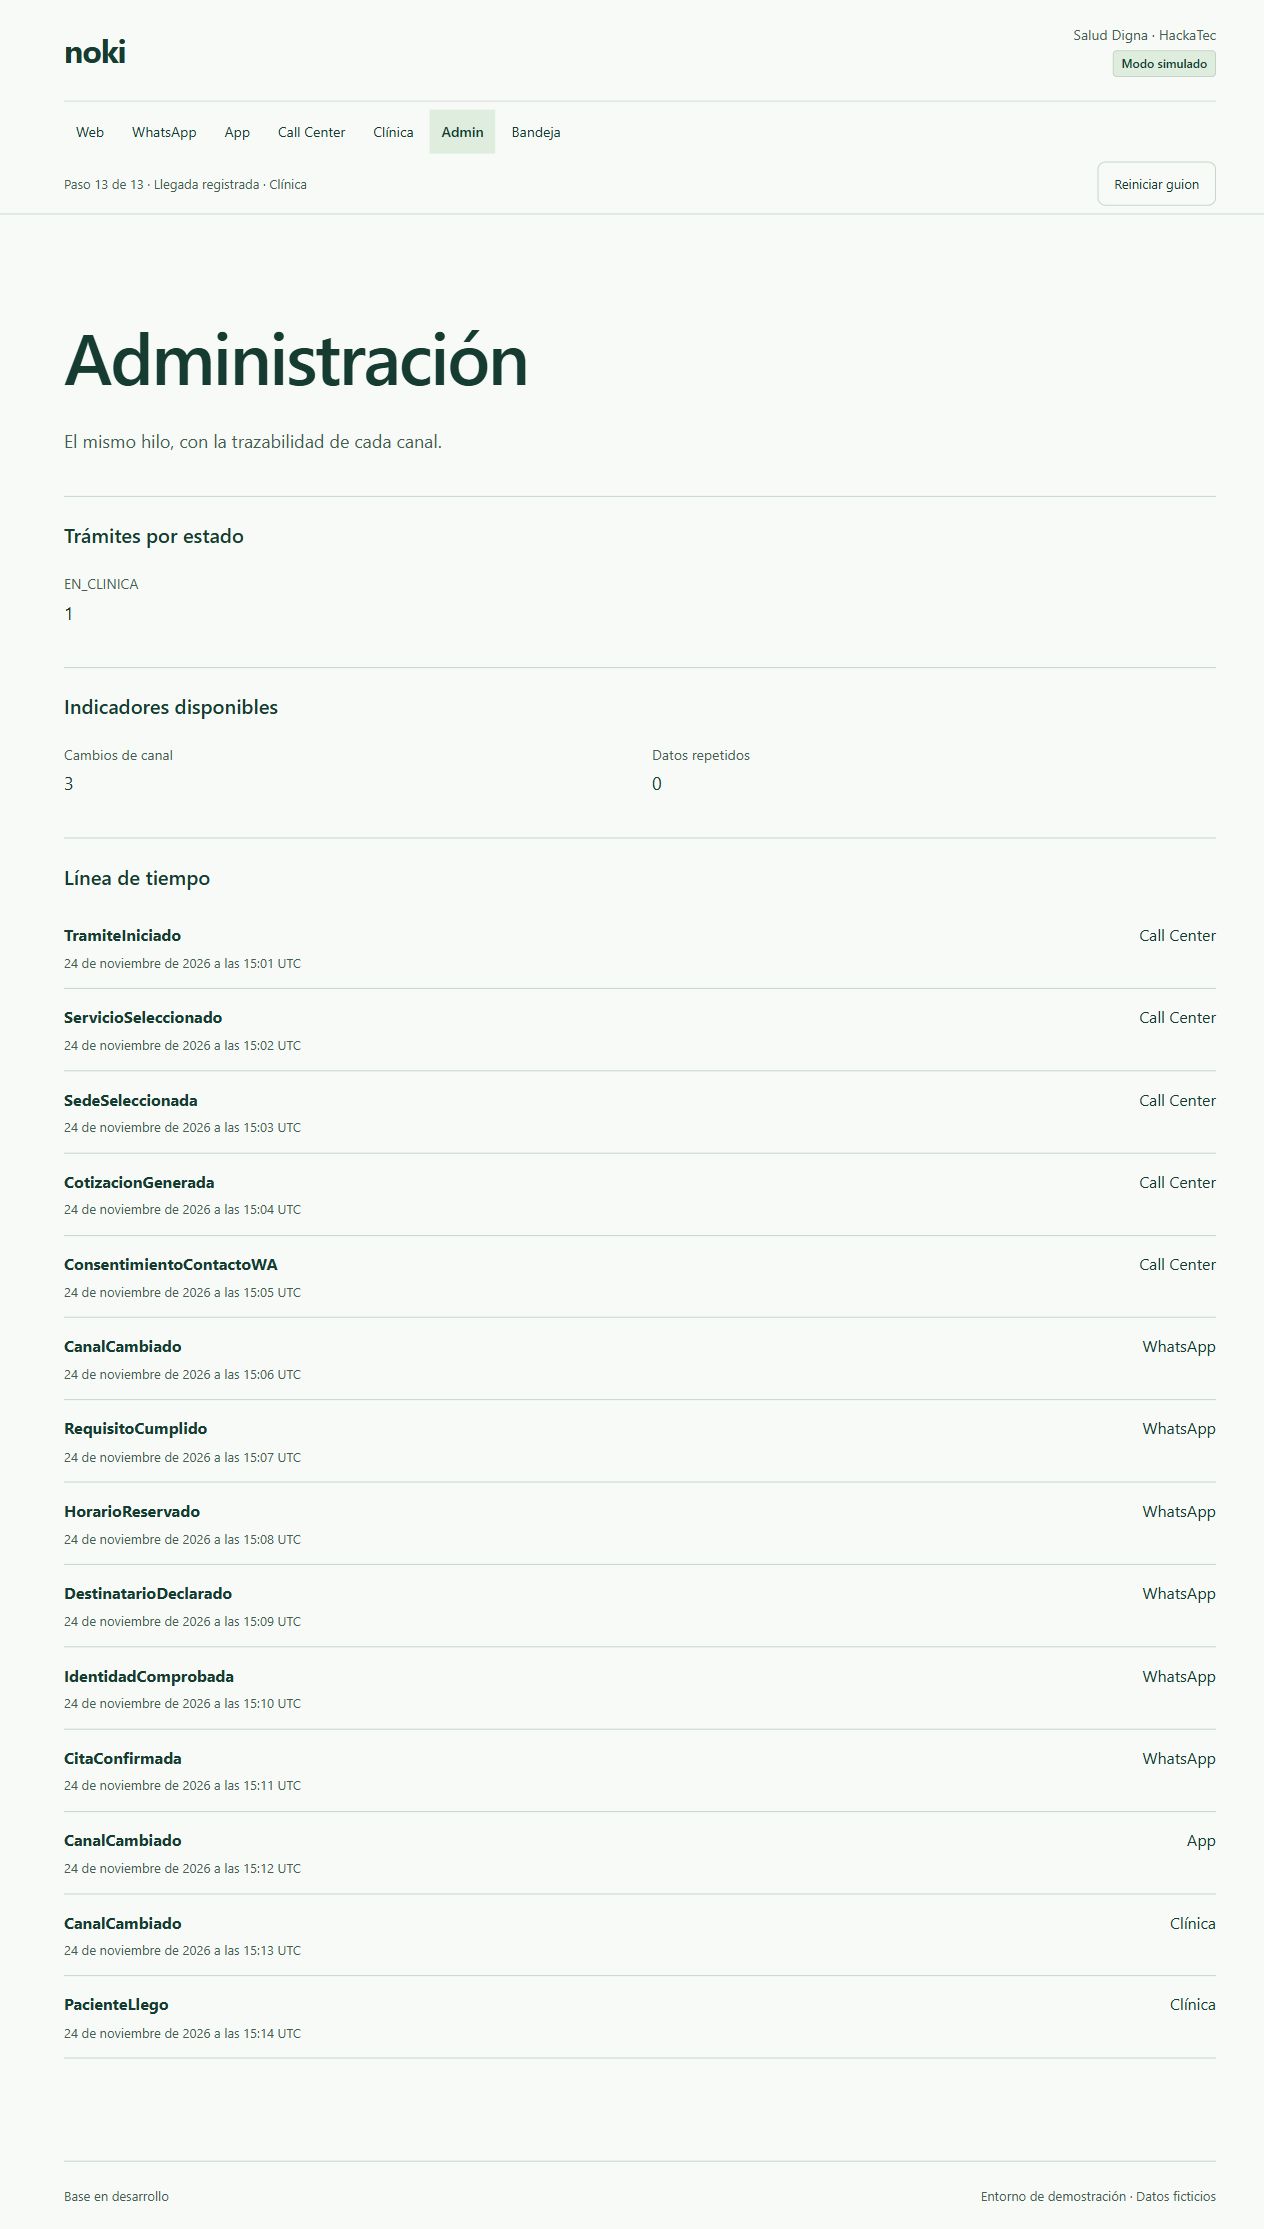 noki
Salud Digna · HackaTec
Modo simulado
Web WhatsApp App Call Center Clínica Admin Bandeja
Paso 13 de 13 · Llegada registrada · Clínica
Reiniciar guion
Administración
El mismo hilo, con la trazabilidad de cada canal.
Trámites por estado
EN_CLINICA
1
Indicadores disponibles
Cambios de canal
3
Datos repetidos
0
Línea de tiempo
TramiteIniciado Call Center
24 de noviembre de 2026 a las 15:01 UTC
ServicioSeleccionado Call Center
24 de noviembre de 2026 a las 15:02 UTC
SedeSeleccionada Call Center
24 de noviembre de 2026 a las 15:03 UTC
CotizacionGenerada Call Center
24 de noviembre de 2026 a las 15:04 UTC
ConsentimientoContactoWA Call Center
24 de noviembre de 2026 a las 15:05 UTC
CanalCambiado WhatsApp
24 de noviembre de 2026 a las 15:06 UTC
RequisitoCumplido WhatsApp
24 de noviembre de 2026 a las 15:07 UTC
HorarioReservado WhatsApp
24 de noviembre de 2026 a las 15:08 UTC
DestinatarioDeclarado WhatsApp
24 de noviembre de 2026 a las 15:09 UTC
IdentidadComprobada WhatsApp
24 de noviembre de 2026 a las 15:10 UTC
CitaConfirmada WhatsApp
24 de noviembre de 2026 a las 15:11 UTC
CanalCambiado App
24 de noviembre de 2026 a las 15:12 UTC
CanalCambiado Clínica
24 de noviembre de 2026 a las 15:13 UTC
PacienteLlego Clínica
24 de noviembre de 2026 a las 15:14 UTC
Base en desarrollo
Entorno de demostración · Datos ficticios